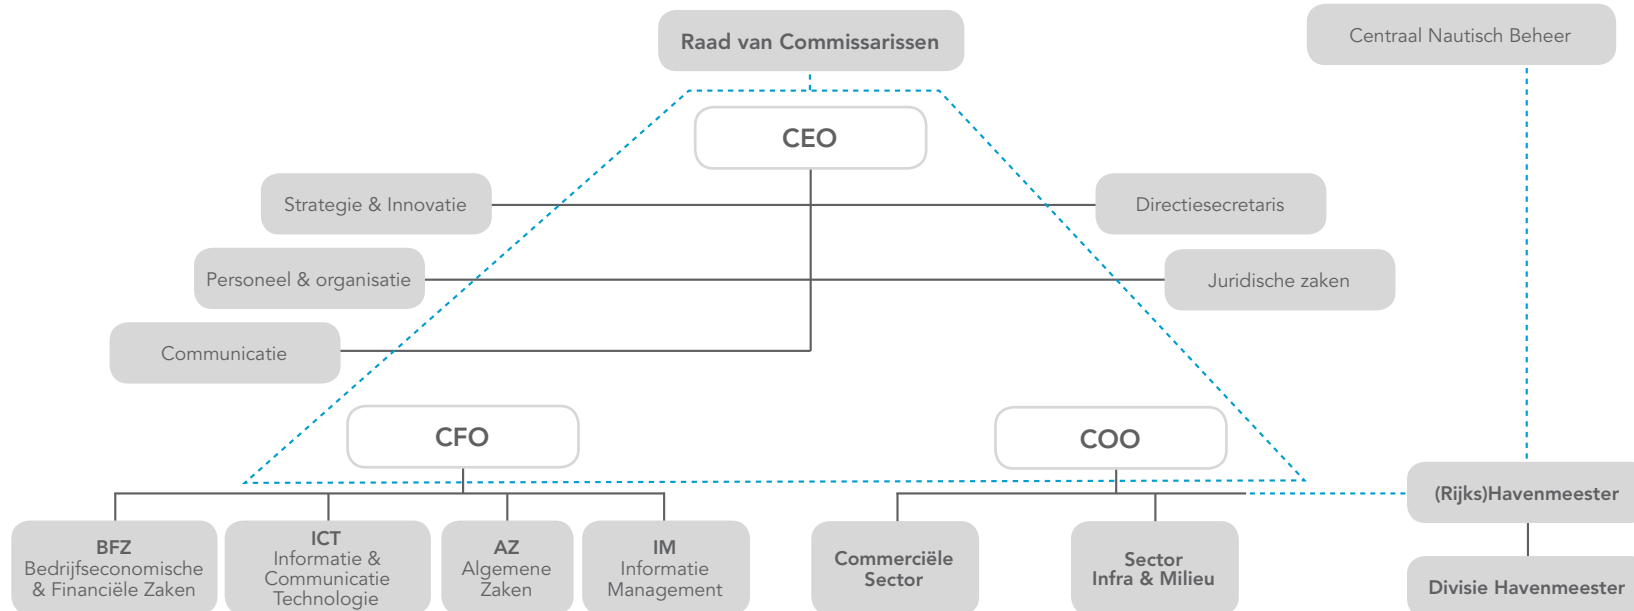 Raad van Commissarissen
Centraal Nautisch Beheer
CEO
Strategie & Innovatie
Directiesecretaris
Personeel & organisatie
Juridische zaken
Communicatie
CFO
COO
(Rijks)Havenmeester
BFZ
Bedrijfseconomische
& Financiële Zaken
ICT
Informatie &
Communicatie
Technologie
AZ
Algemene
Zaken
IM
Informatie
Management
Commerciële
Sector
Sector
Infra & Milieu
Divisie Havenmeester